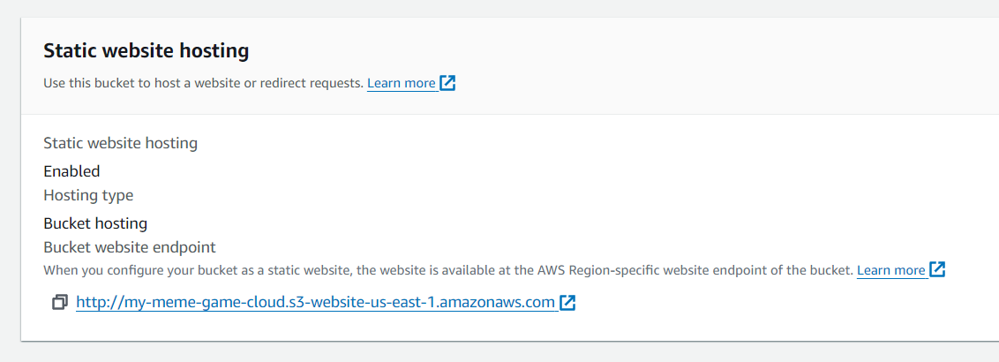 Static website hosting
Use this bucket to host a website or redirect requests. Learn more
Static website hosting
Enabled
Hosting type
Bucket hosting
Bucket website endpoint
When you configure your bucket as a static website, the website is available at the AWS Region-specific website endpoint of the bucket. Learn more
http://my-meme-game-cloud.s3-website-us-east-1.amazonaws.com